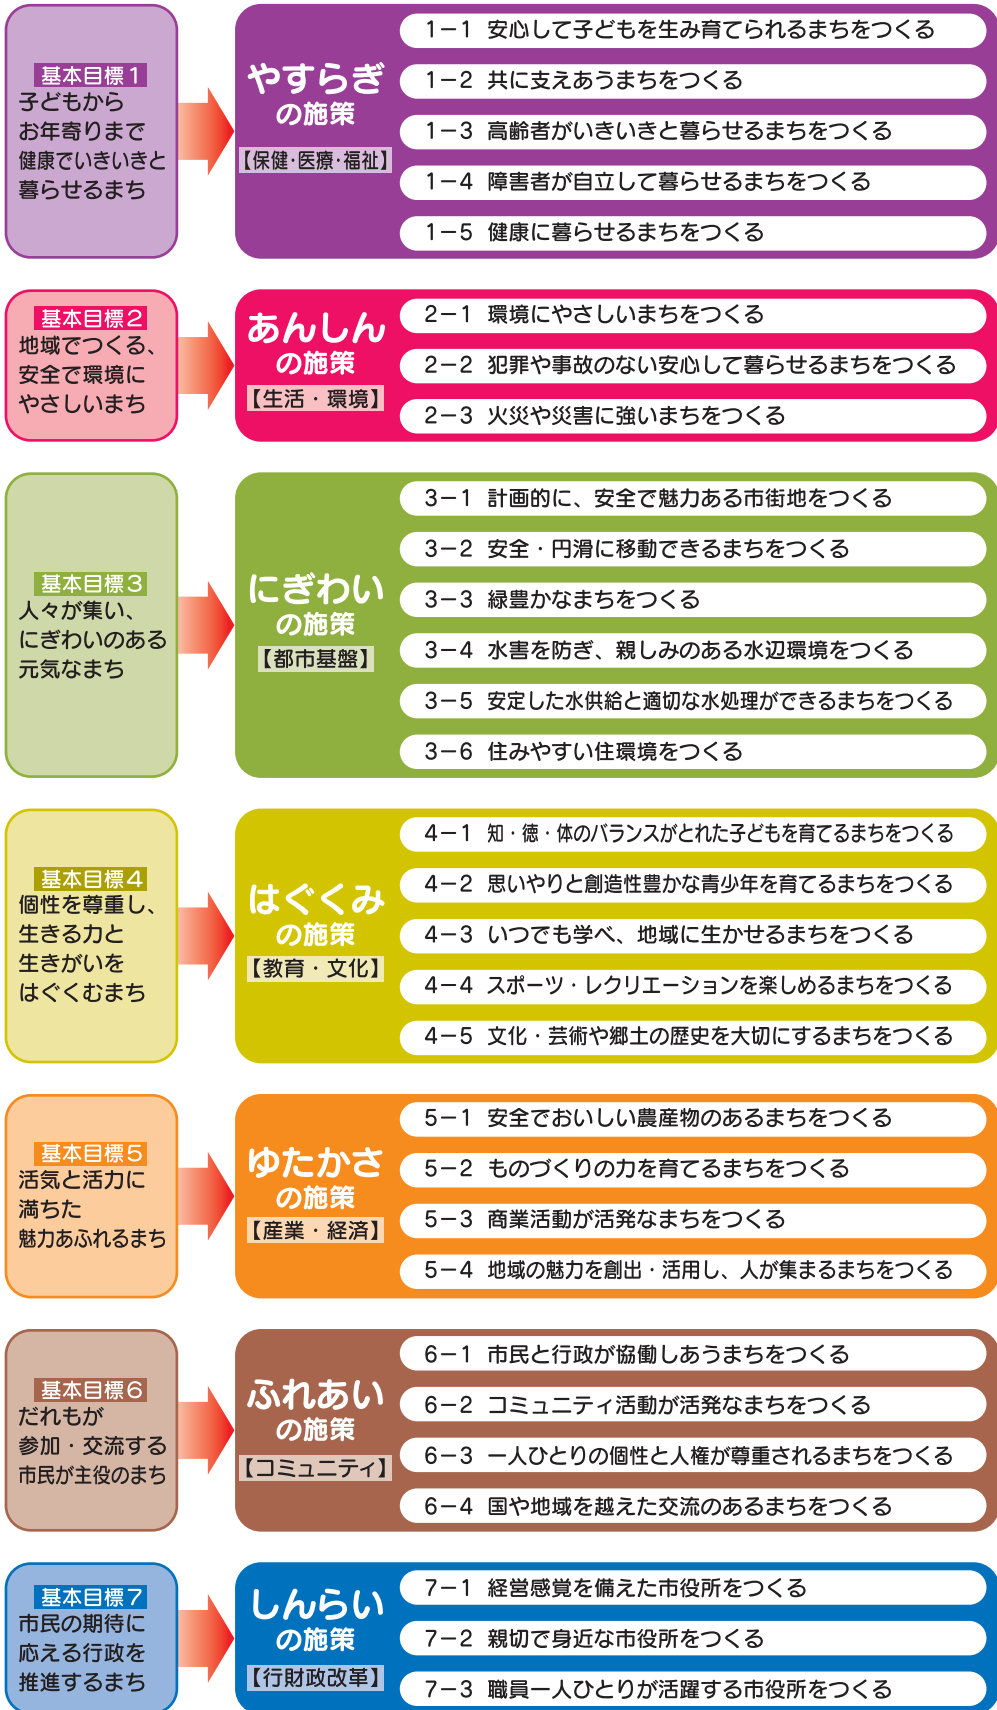 基本目標1
子どもから
お年寄りまで
健康でいきいきと
暮らせるまち
やすらぎ
の施策
【保健・医療・福祉】
1－1 安心して子どもを生み育てられるまちをつくる
1－2 共に支えあうまちをつくる
1－3 高齢者がいきいきと暮らせるまちをつくる
1－4 障害者が自立して暮らせるまちをつくる
1－5 健康に暮らせるまちをつくる
基本目標2
地域でつくる、
安全で環境に
やさしいまち
あんしん
の施策
【生活・環境】
2－1 環境にやさしいまちをつくる
2－2 犯罪や事故のない安心して暮らせるまちをつくる
2－3 火災や災害に強いまちをつくる
基本目標3
人々が集い、
にぎわいのある
元気なまち
にぎわい
の施策
【都市基盤】
3－1 計画的に、安全で魅力ある市街地をつくる
3－2 安全・円滑に移動できるまちをつくる
3－3 緑豊かなまちをつくる
3－4 水害を防ぎ、親しみのある水辺環境をつくる
3－5 安定した水供給と適切な水処理ができるまちをつくる
3－6 住みやすい住環境をつくる
基本目標4
個性を尊重し、
生きる力と
生きがいを
はぐくむまち
はぐくみ
の施策
【教育・文化】
4－1 知・徳・体のバランスがとれた子どもを育てるまちをつくる
4－2 思いやりと創造性豊かな青少年を育てるまちをつくる
4－3 いつでも学べ、地域に生かせるまちをつくる
4－4 スポーツ・レクリエーションを楽しめるまちをつくる
4－5 文化・芸術や郷土の歴史を大切にするまちをつくる
基本目標5
活気と活力に
満ちた
魅力あふれるまち
ゆたかさ
の施策
【産業・経済】
5－1 安全でおいしい農産物のあるまちをつくる
5－2 ものづくりの力を育てるまちをつくる
5－3 商業活動が活発なまちをつくる
5－4 地域の魅力を創出・活用し、人が集まるまちをつくる
基本目標6
だれもが
参加・交流する
市民が主役のまち
ふれあい
の施策
【コミュニティ】
6－1 市民と行政が協働しあうまちをつくる
6－2 コミュニティ活動が活発なまちをつくる
6－3 一人ひとりの個性と人権が尊重されるまちをつくる
6－4 国や地域を越えた交流のあるまちをつくる
基本目標7
市民の期待に
応える行政を
推進するまち
しんらい
の施策
【行財政改革】
7－1 経営感覚を備えた市役所をつくる
7－2 親切で身近な市役所をつくる
7－3 職員一人ひとりが活躍する市役所をつくる